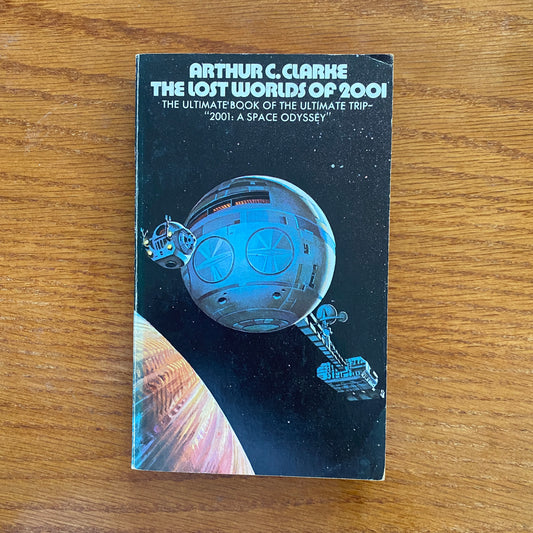 ARTHUR C. CLARKE
THE LOST WORLDS OF 2001
THE ULTIMATE BOOK OF THE ULTIMATE TRIP~
"2001: A SPACE ODYSSEY"